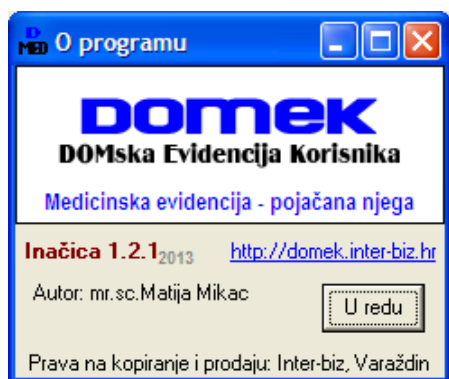 D
MED O programu
DOMEK
DOMska Evidencija Korisnika
Medicinska evidencija - pojačana njega
Inačica 1.2.1 2013 http://domek.inter-biz.hr
Autor: mr.sc.Matija Mikac
U redu
Prava na kopiranje i prodaju: Inter-biz, Varaždin